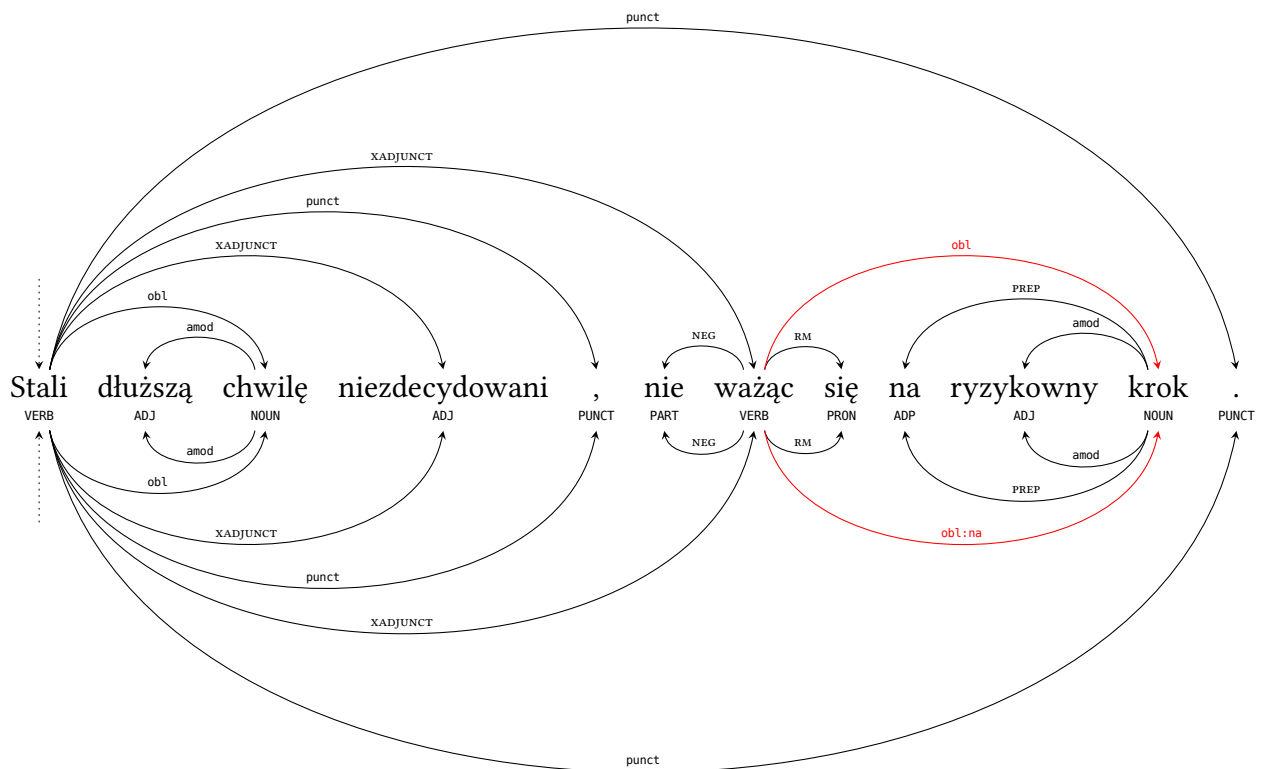 punct
XADJUNCT
punct
XADJUNCT obl
PREP
obl
amod amod
NEG RM
Stali dłuższą chwilę niezdecydowani , nie ważąc się na ryzykowny krok .
VERB ADJ NOUN ADJ PUNCT PART VERB PRON ADP ADJ NOUN PUNCT
NEG RM
amod amod
obl
PREP
XADJUNCT obl:na
punct
XADJUNCT
punct